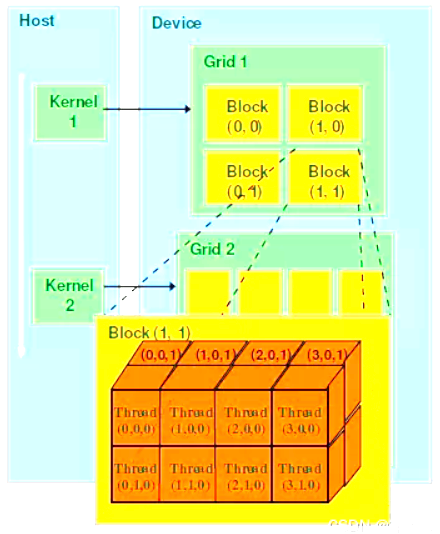 Host
Device
Grid 1
Kernel
1
Block
(0, 0)
Block
(1, 0)
Block
(0, 1)
Block
(1, 1)
Grid 2
Kernel
2
Block (1, 1)
(0,0,1)
(1,0,1)
(2,0,1)
(3,0,1)
Thread
(0,0,0)
Thread
(1,0,0)
Thread
(2,0,0)
Thread
(3,0,0)
Thread
(0,1,0)
Thread
(1,1,0)
Thread
(2,1,0)
Thread
(3,1,0)